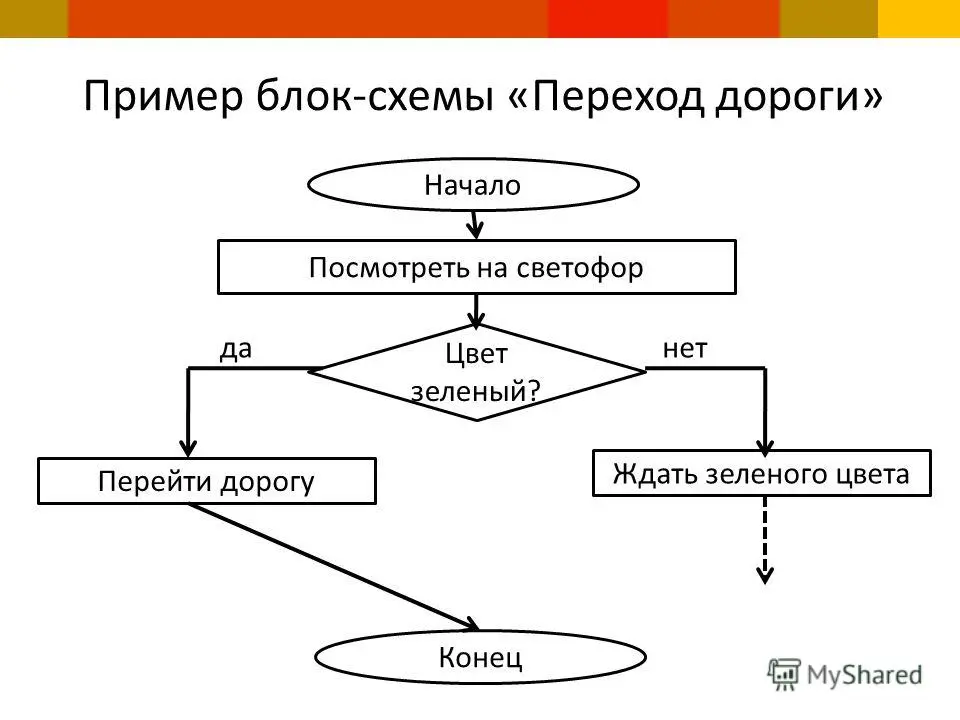 Пример блок-схемы «Переход дороги»
Начало
Посмотреть на светофор
да
Цвет
зеленый?
нет
Перейти дорогу
Ждать зеленого цвета
Конец
MyShared